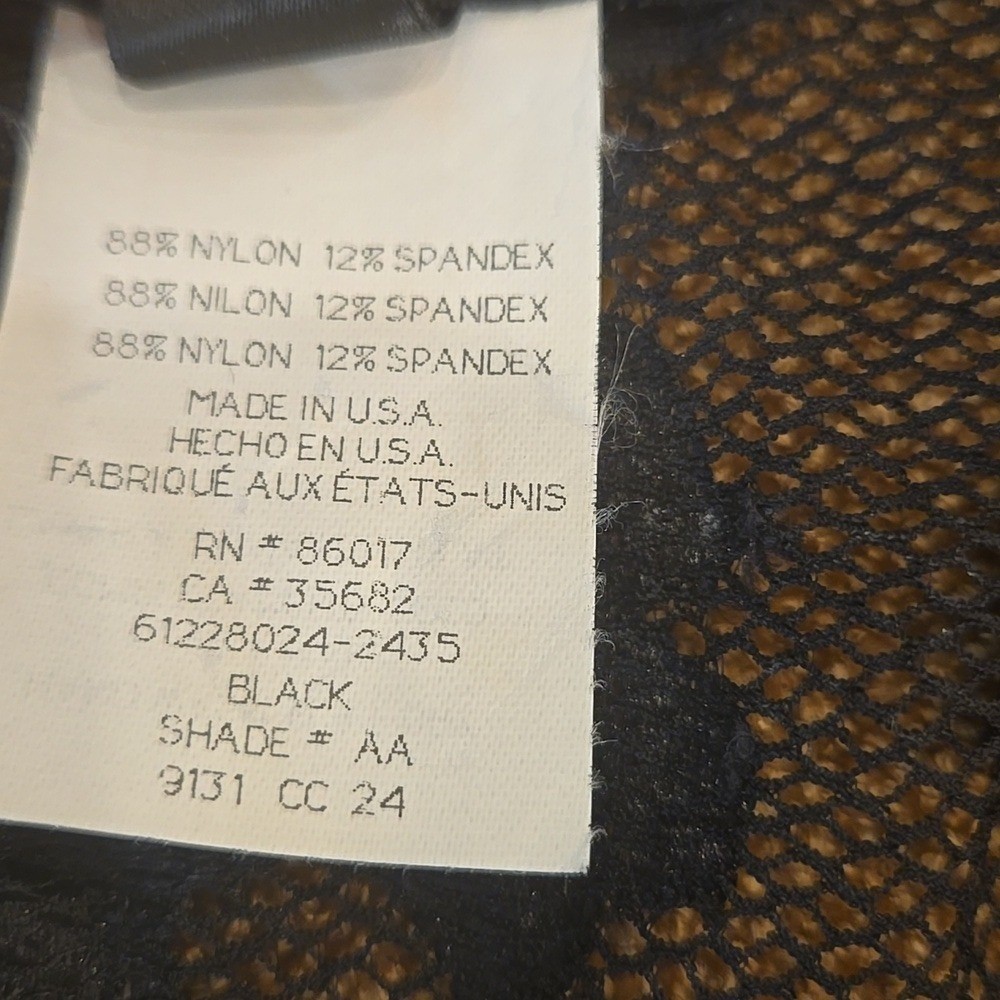 88% NYLON 12% SPANDEX
88% NILON 12% SPANDEX
88% NYLON 12% SPANDEX
MADE IN U.S.A.
HECHO EN U.S.A.
FABRIQUÉ AUX ÉTATS-UNIS
RN # 86017
CA # 35682
61228024-2435
BLACK
SHADE # AA
9131 CC 24